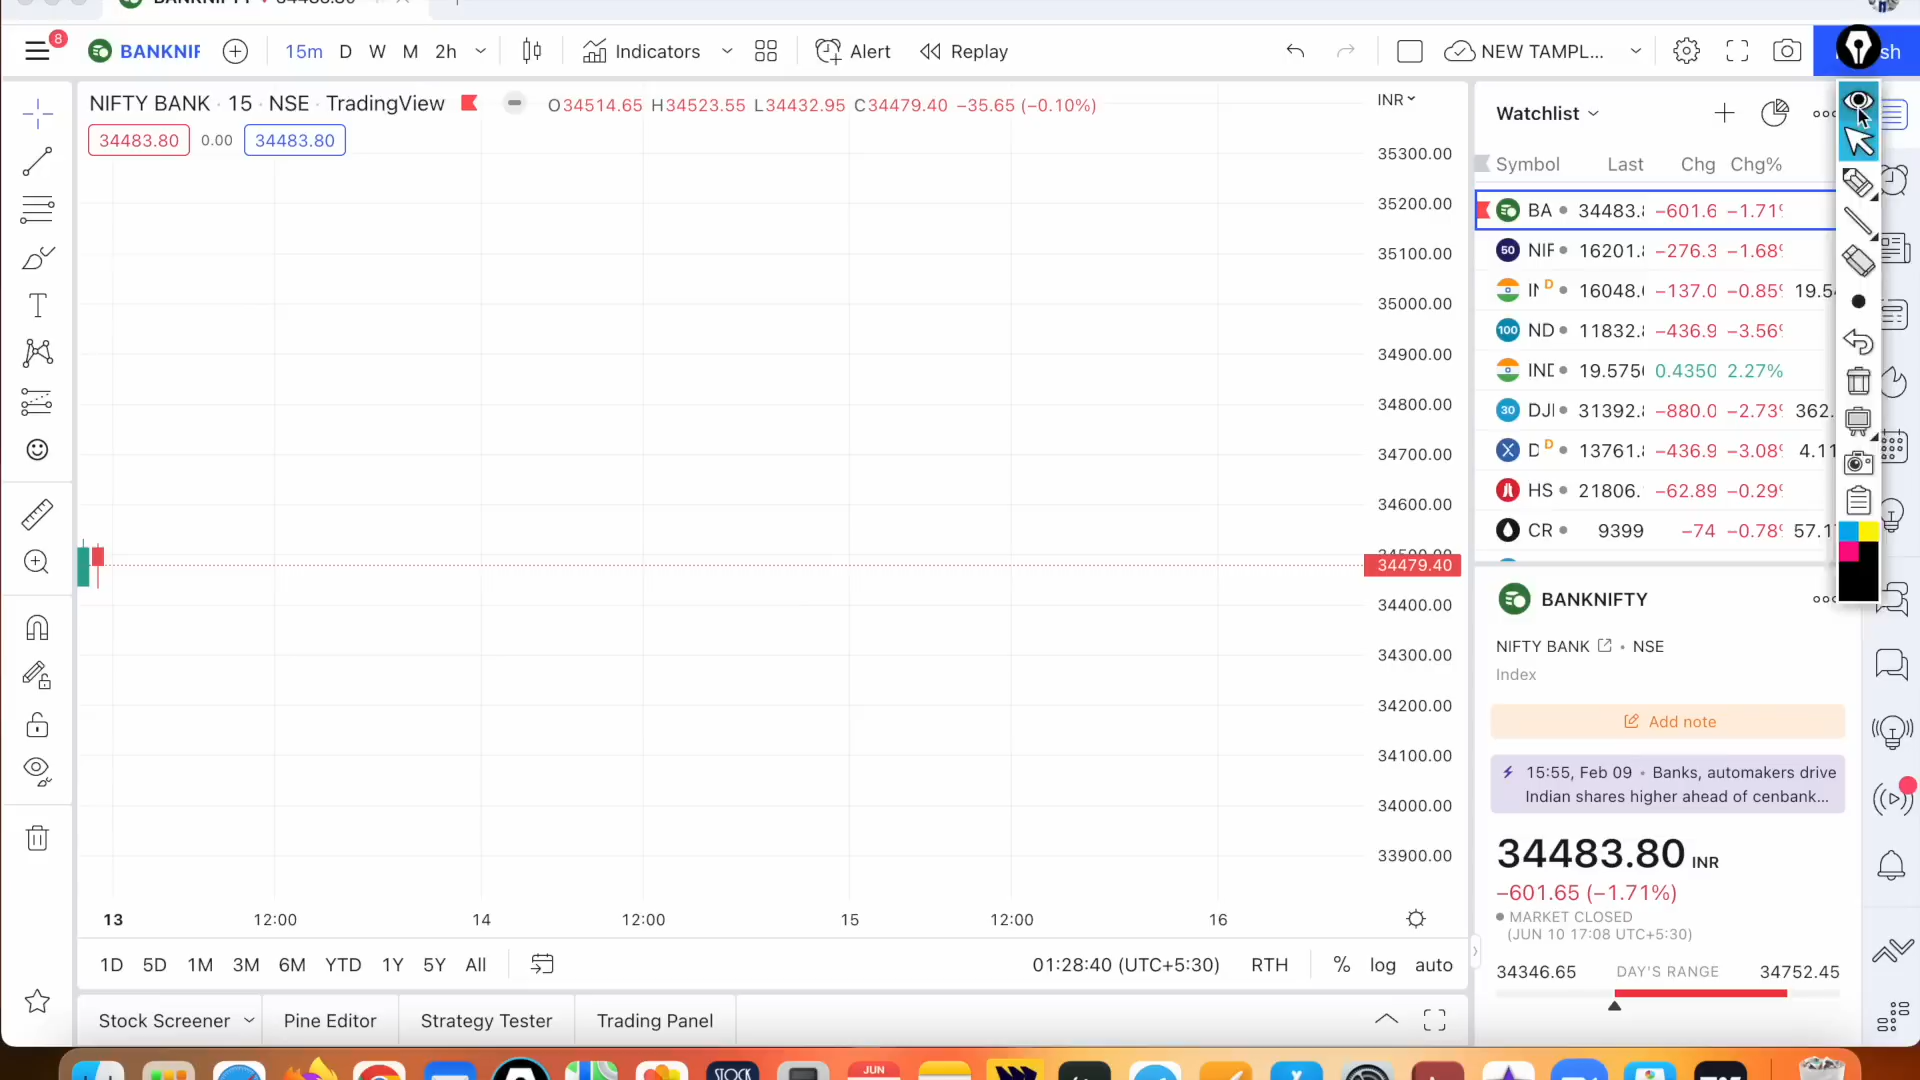 BANKNIF
15m D W M 2h
Indicators
Alert
Replay
NEW TAMPL...
sh
8
NIFTY BANK · 15 · NSE · TradingView
O34514.65 H34523.55 L34432.95 C34479.40 −35.65 (−0.10%)
34483.80 0.00 34483.80
INR
35300.00
35200.00
35100.00
35000.00
34900.00
34800.00
34700.00
34600.00
34479.40
34400.00
34300.00
34200.00
34100.00
34000.00
33900.00
13 12:00 14 12:00 15 12:00 16
1D 5D 1M 3M 6M YTD 1Y 5Y All
01:28:40 (UTC+5:30) RTH % log auto
Stock Screener Pine Editor Strategy Tester Trading Panel
Watchlist
Symbol Last Chg Chg%
BA 34483. −601.6 −1.71
50 NIF 16201. −276.3 −1.68
D 16048. −137.0 −0.85 19.5
100 ND 11832. −436.9 −3.56
IND 19.575 0.4350 2.27%
30 DJI 31392. −880.0 −2.73 362.
D D 13761. −436.9 −3.08 4.11
HS 21806. −62.89 −0.29
CR 9399 −74 −0.78 57.1
BANKNIFTY
NIFTY BANK • NSE
Index
Add note
15:55, Feb 09 • Banks, automakers drive
Indian shares higher ahead of cenbank...
34483.80 INR
−601.65 (−1.71%)
MARKET CLOSED
(JUN 10 17:08 UTC+5:30)
34346.65 DAY'S RANGE 34752.45
STOCK
JUN